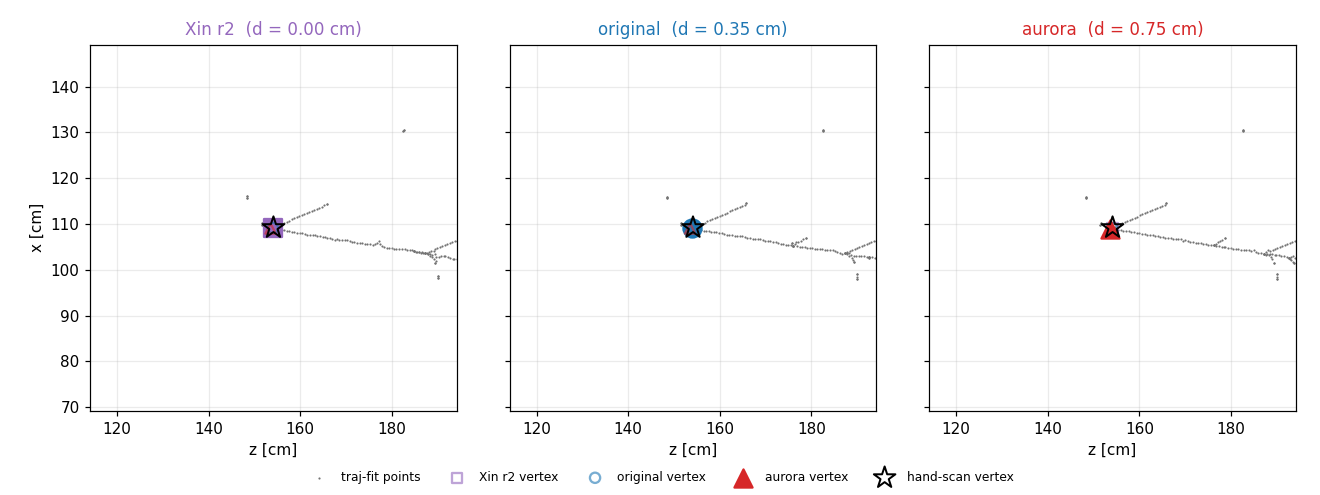 Xin r2  (d = 0.00 cm)
original  (d = 0.35 cm)
aurora  (d = 0.75 cm)
x [cm]
140
130
120
110
100
90
80
70
120 140 160 180
120 140 160 180
120 140 160 180
z [cm]
z [cm]
z [cm]
traj-fit points
Xin r2 vertex
original vertex
aurora vertex
hand-scan vertex